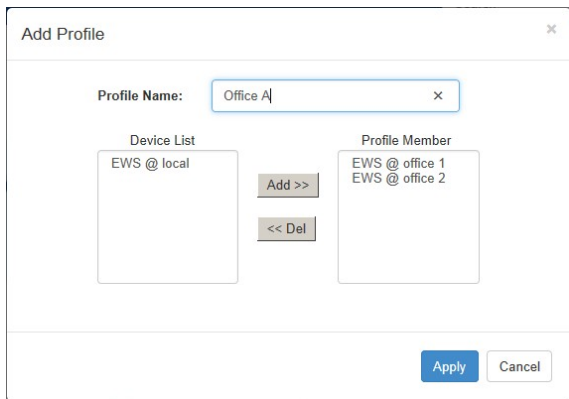 Add Profile
×
Profile Name: Office A ×
Device List Profile Member
EWS @ local EWS @ office 1
EWS @ office 2
Add >>
<< Del
Apply Cancel